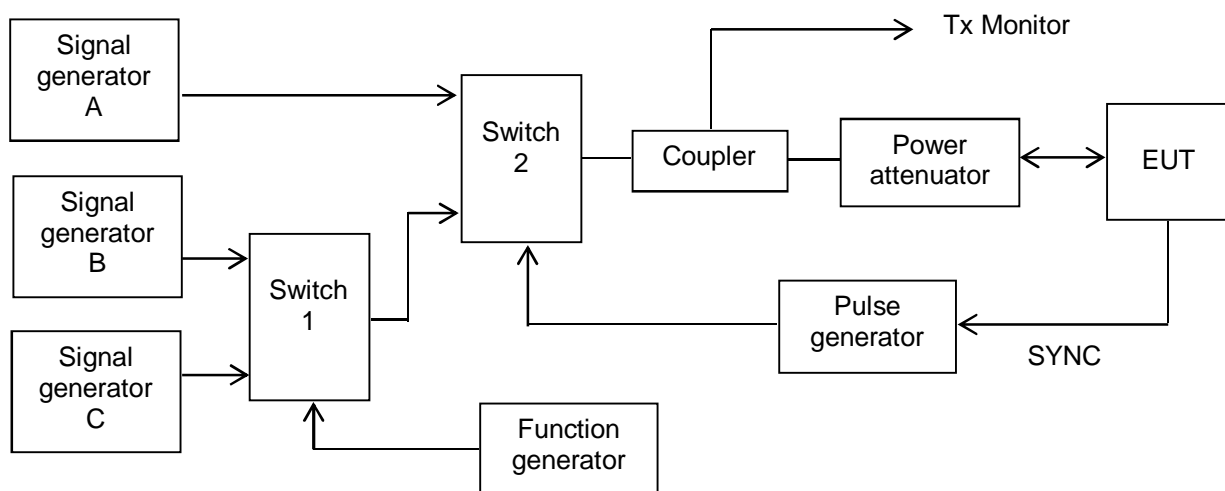 Tx Monitor
Signal
generator
A
Switch
2
Coupler
Power
attenuator
EUT
Signal
generator
B
Switch
1
Pulse
generator
SYNC
Signal
generator
C
Function
generator